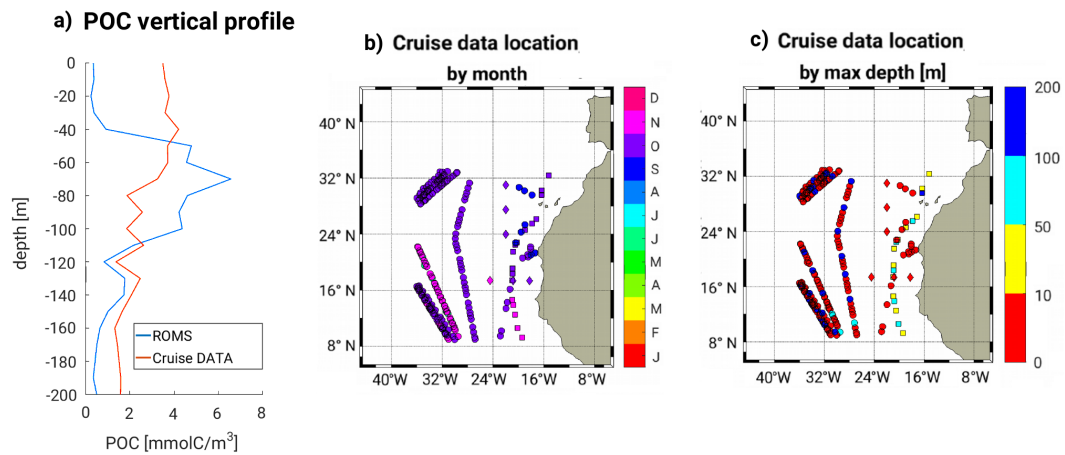 a) POC vertical profile
0
-20
-40
-60
-80
-100
-120
-140
-160
-180
-200
depth [m]
ROMS
Cruise DATA
0 2 4 6 8
POC [mmolC/m³]
b) Cruise data location
by month
40° N
32° N
24° N
16° N
8° N
40°W 32°W 24°W 16°W 8°W
D
N
O
S
A
J
J
M
A
M
F
J
c) Cruise data location
by max depth [m]
40° N
32° N
24° N
16° N
8° N
40°W 32°W 24°W 16°W 8°W
200
100
50
10
0